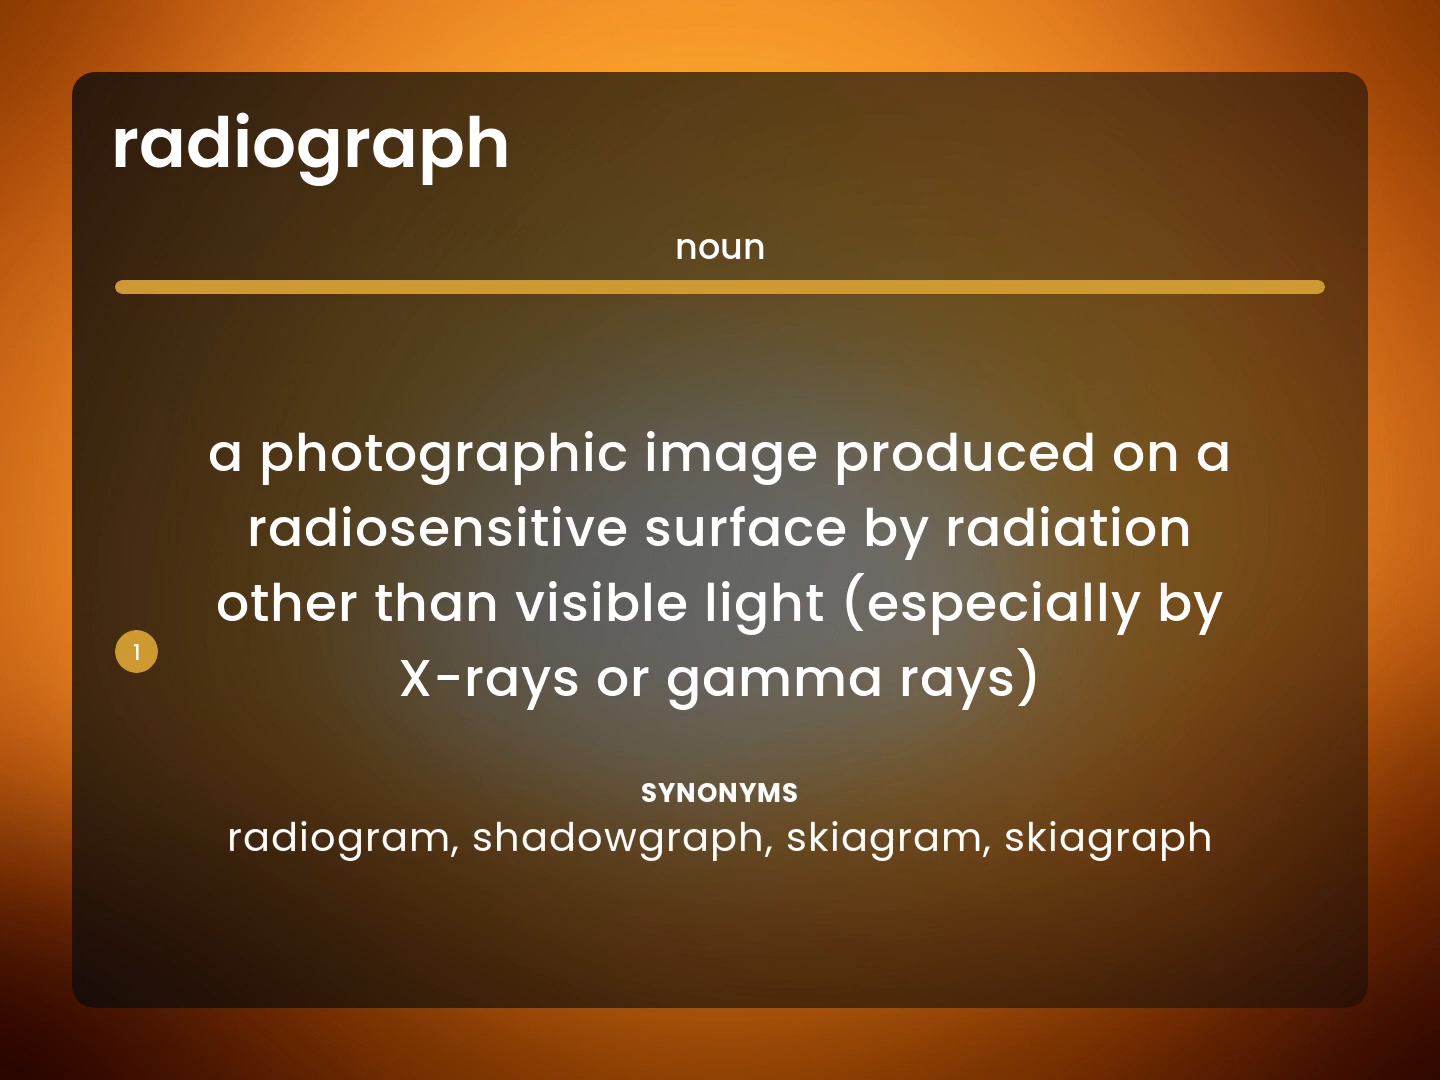 radiograph
noun
a photographic image produced on a
radiosensitive surface by radiation
other than visible light (especially by
1
X-rays or gamma rays)
SYNONYMS
radiogram, shadowgraph, skiagram, skiagraph